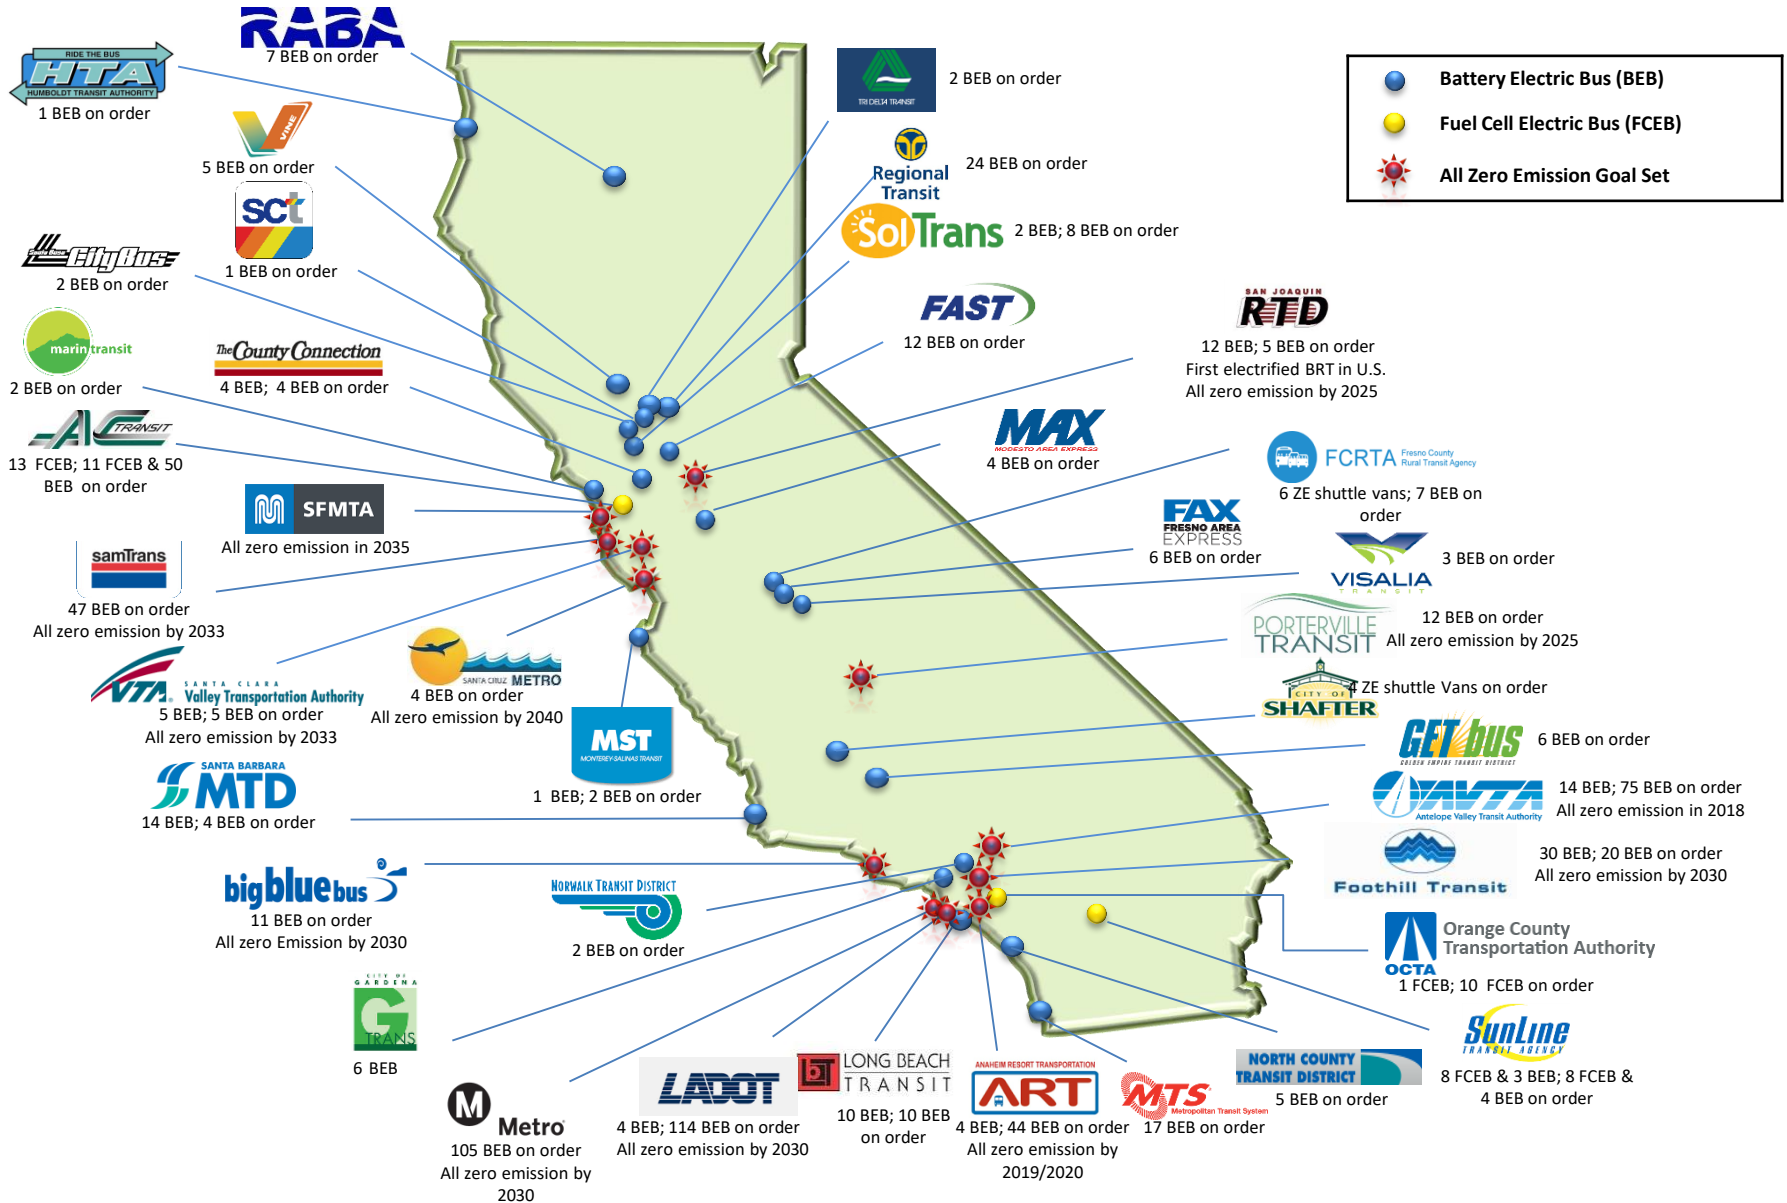 RIDE THE BUS
HTA
HUMBOLDT TRANSIT AUTHORITY
1 BEB on order
RABA
7 BEB on order
VINE
5 BEB on order
sct
1 BEB on order
CityBus
2 BEB on order
marin transit
2 BEB on order
The County Connection
4 BEB;  4 BEB on order
AC TRANSIT
13  FCEB; 11 FCEB & 50
BEB  on order
SFMTA
All zero emission in 2035
samTrans
47 BEB on order
All zero emission by 2033
SANTA CLARA
VTA. Valley Transportation Authority
5 BEB; 5 BEB on order
All zero emission by 2033
SANTA CRUZ METRO
4 BEB on order
All zero emission by 2040
MST
MONTEREY-SALINAS TRANSIT
1  BEB; 2 BEB on order
SANTA BARBARA
MTD
14 BEB; 4 BEB on order
big blue bus
11 BEB on order
All zero Emission by 2030
NORWALK TRANSIT DISTRICT
2 BEB on order
CITY OF
GARDENA
G
TRANS
6 BEB
M
Metro
105 BEB on order
All zero emission by
2030
LADOT
4 BEB; 114 BEB on order
All zero emission by 2030
LONG BEACH
TRANSIT
10 BEB; 10 BEB
on order
ANAHEIM RESORT TRANSPORTATION
ART
4 BEB; 44 BEB on order
All zero emission by
2019/2020
MTS
Metropolitan Transit System
17 BEB on order
NORTH COUNTY
TRANSIT DISTRICT
5 BEB on order
SunLine
TRANSIT AGENCY
8 FCEB & 3 BEB; 8 FCEB &
4 BEB on order
OCTA
Orange County
Transportation Authority
1 FCEB; 10  FCEB on order
Foothill Transit
30 BEB; 20 BEB on order
All zero emission by 2030
AVTA
Antelope Valley Transit Authority
14 BEB; 75 BEB on order
All zero emission in 2018
GET bus
GOLDEN EMPIRE TRANSIT DISTRICT
6 BEB on order
CITY OF
SHAFTER
4 ZE shuttle Vans on order
PORTERVILLE
TRANSIT
12 BEB on order
All zero emission by 2025
VISALIA
TRANSIT
3 BEB on order
FAX
FRESNO AREA
EXPRESS
6 BEB on order
FCRTA Fresno County
Rural Transit Agency
6 ZE shuttle vans; 7 BEB on
order
MAX
MODESTO AREA EXPRESS
4 BEB on order
SAN JOAQUIN
RTD
12 BEB; 5 BEB on order
First electrified BRT in U.S.
All zero emission by 2025
FAST
12 BEB on order
SolTrans
2 BEB; 8 BEB on order
Regional
Transit
24 BEB on order
TRI DELTA TRANSIT
2 BEB on order
Battery Electric Bus (BEB)
Fuel Cell Electric Bus (FCEB)
All Zero Emission Goal Set